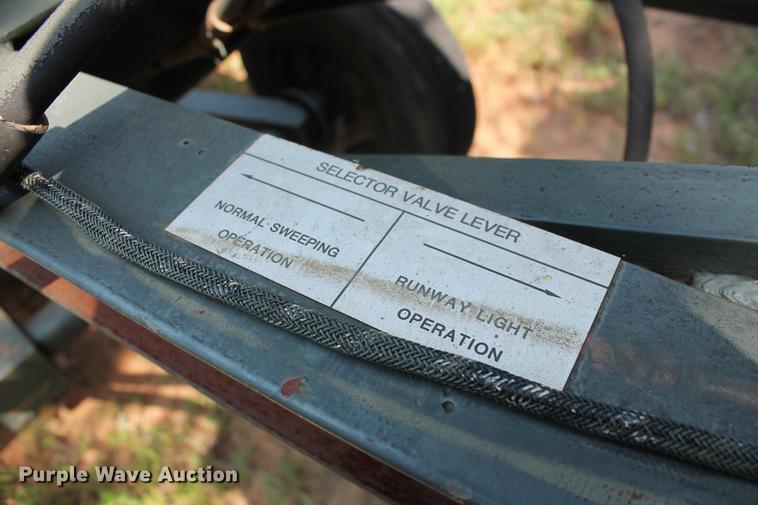 SELECTOR VALVE LEVER
NORMAL SWEEPING
OPERATION
RUNWAY LIGHT
OPERATION
Purple Wave Auction